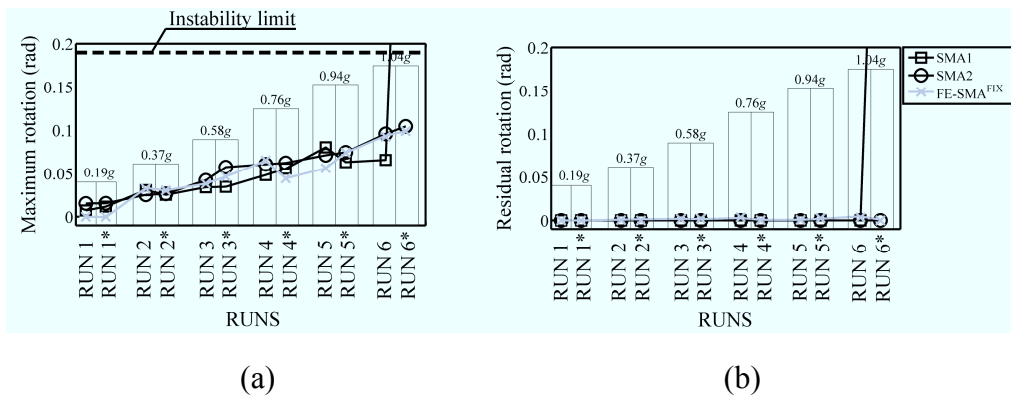 Instability limit
Maximum rotation (rad)
0.2
0.15
0.1
0.05
0
0.19g
0.37g
0.58g
0.76g
0.94g
1.04g
RUN 1
RUN 1*
RUN 2
RUN 2*
RUN 3
RUN 3*
RUN 4
RUN 4*
RUN 5
RUN 5*
RUN 6
RUN 6*
RUNS
(a)
Residual rotation (rad)
0.2
0.15
0.1
0.05
0
0.19g
0.37g
0.58g
0.76g
0.94g
1.04g
RUN 1
RUN 1*
RUN 2
RUN 2*
RUN 3
RUN 3*
RUN 4
RUN 4*
RUN 5
RUN 5*
RUN 6
RUN 6*
RUNS
(b)
SMA1
SMA2
FE-SMAFIX